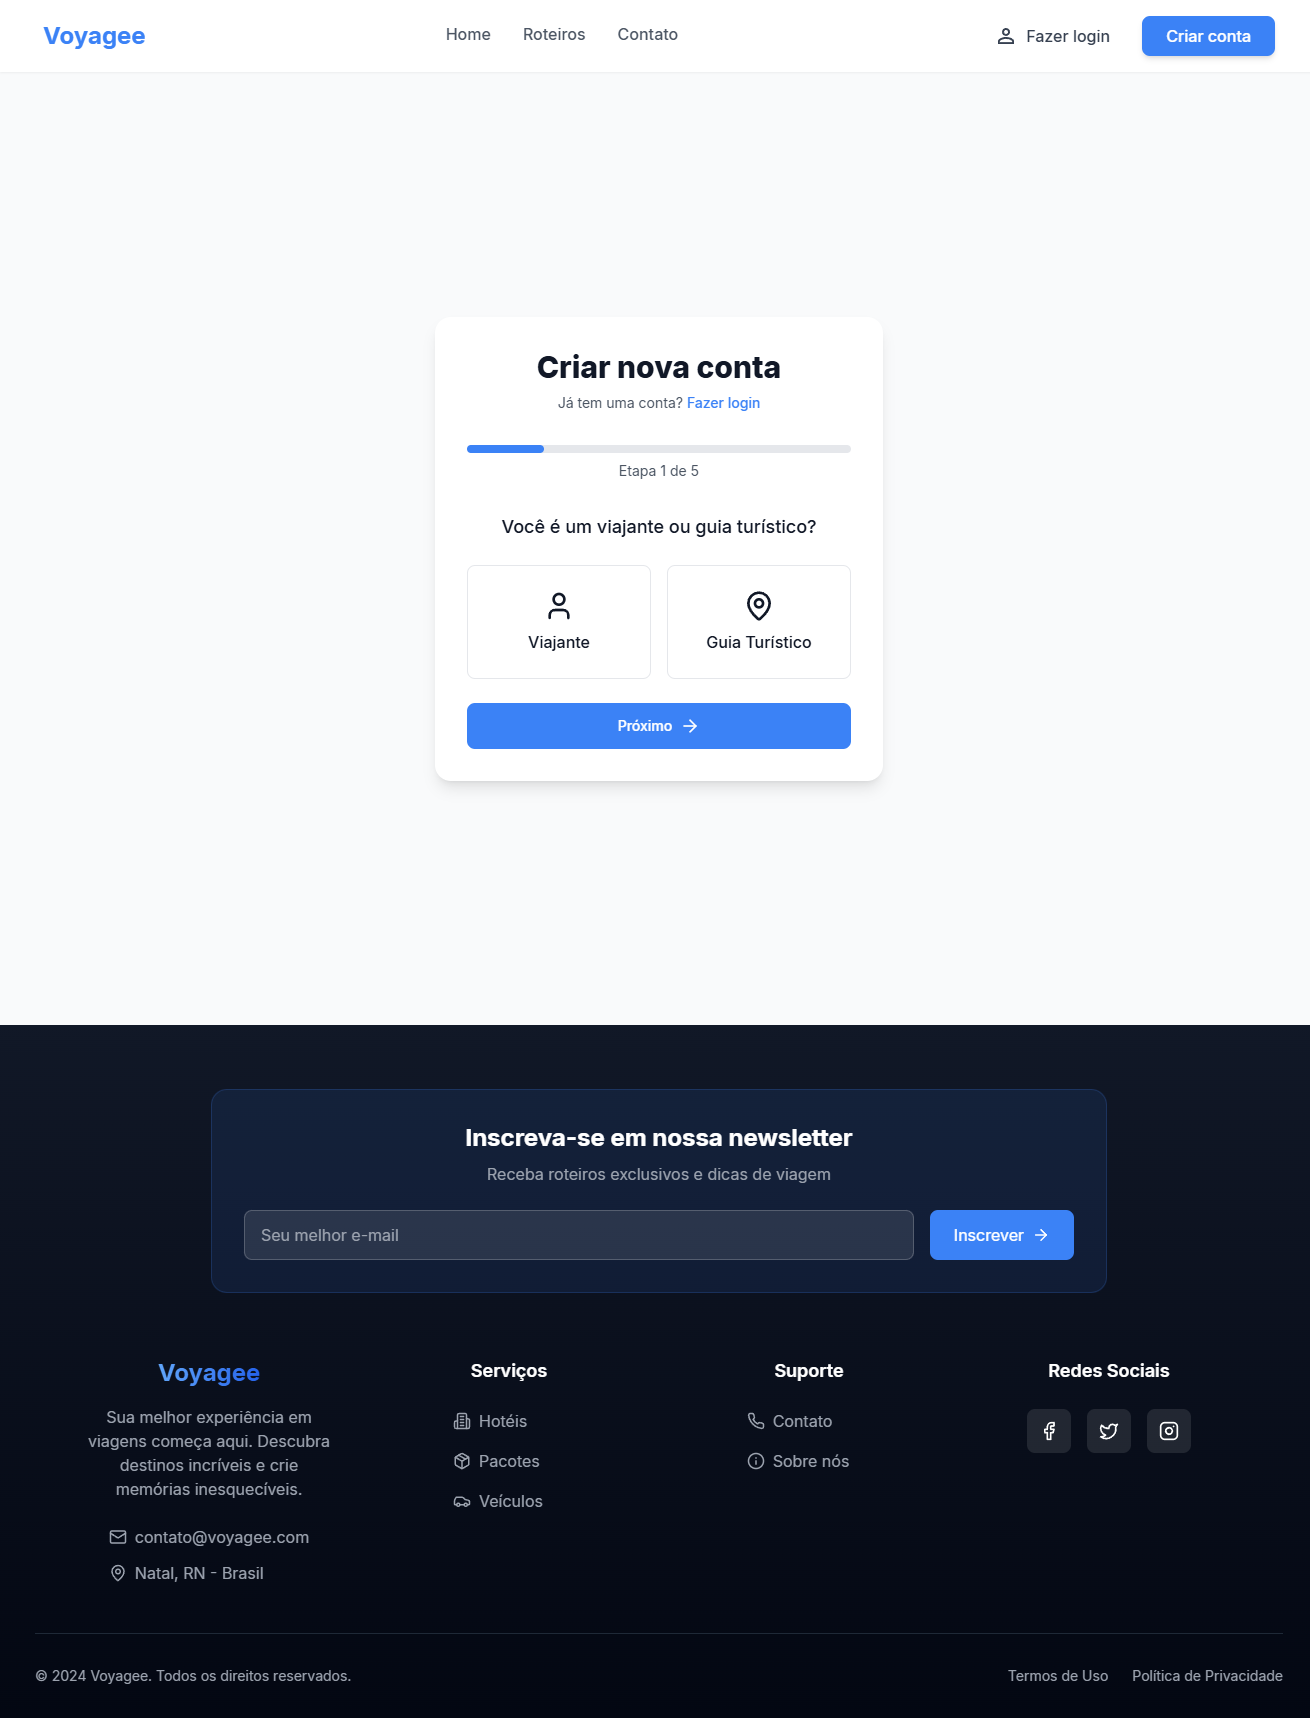 Voyagee
Home Roteiros Contato
Fazer login
Criar conta
Criar nova conta
Já tem uma conta? Fazer login
Etapa 1 de 5
Você é um viajante ou guia turístico?
Viajante
Guia Turístico
Próximo
Inscreva-se em nossa newsletter
Receba roteiros exclusivos e dicas de viagem
Seu melhor e-mail
Inscrever
Voyagee
Sua melhor experiência em
viagens começa aqui. Descubra
destinos incríveis e crie
memórias inesquecíveis.
contato@voyagee.com
Natal, RN - Brasil
Serviços
Hotéis
Pacotes
Veículos
Suporte
Contato
Sobre nós
Redes Sociais
© 2024 Voyagee. Todos os direitos reservados.
Termos de Uso
Política de Privacidade